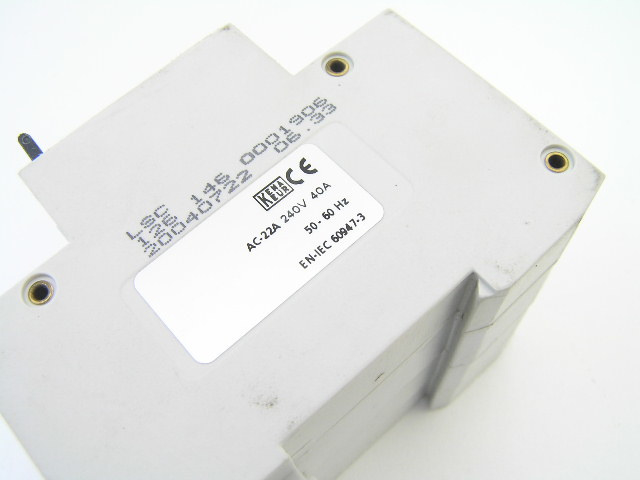 LSC 146 0001906
126
20040722 06.33
KEMA KEUR CE
AC-22A 240V 40A
50-60 Hz
EN-IEC 60947-3